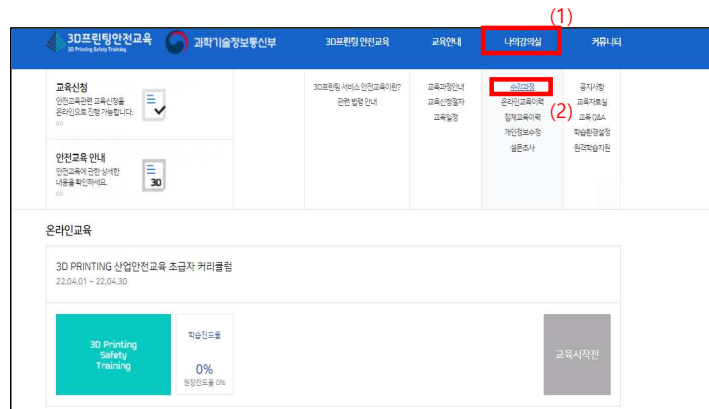 (1)
3D프린팅안전교육
3D Printing Safety Training
과학기술정보통신부
3D프린팅 안전교육
교육안내
나의강의실
커뮤니티
교육신청
안전교육관련 교육신청을
온라인으로 진행 가능합니다.
GO
3D프린팅 서비스 안전교육이란?
관련 법령 안내
교육과정안내
교육신청절차
교육일정
수강과정
온라인교육이력
집체교육이력
개인정보수정
설문조사
(2)
공지사항
교육자료실
교육 Q&A
학습환경설정
원격학습지원
안전교육 안내
안전교육에 관한 상세한
내용을 확인하세요.
GO
3D
온라인교육
3D PRINTING 산업안전교육 초급자 커리큘럼
22.04.01 ~ 22.04.30
3D Printing
Safety
Training
학습진도율
0%
권장진도율 0%
교육시작전